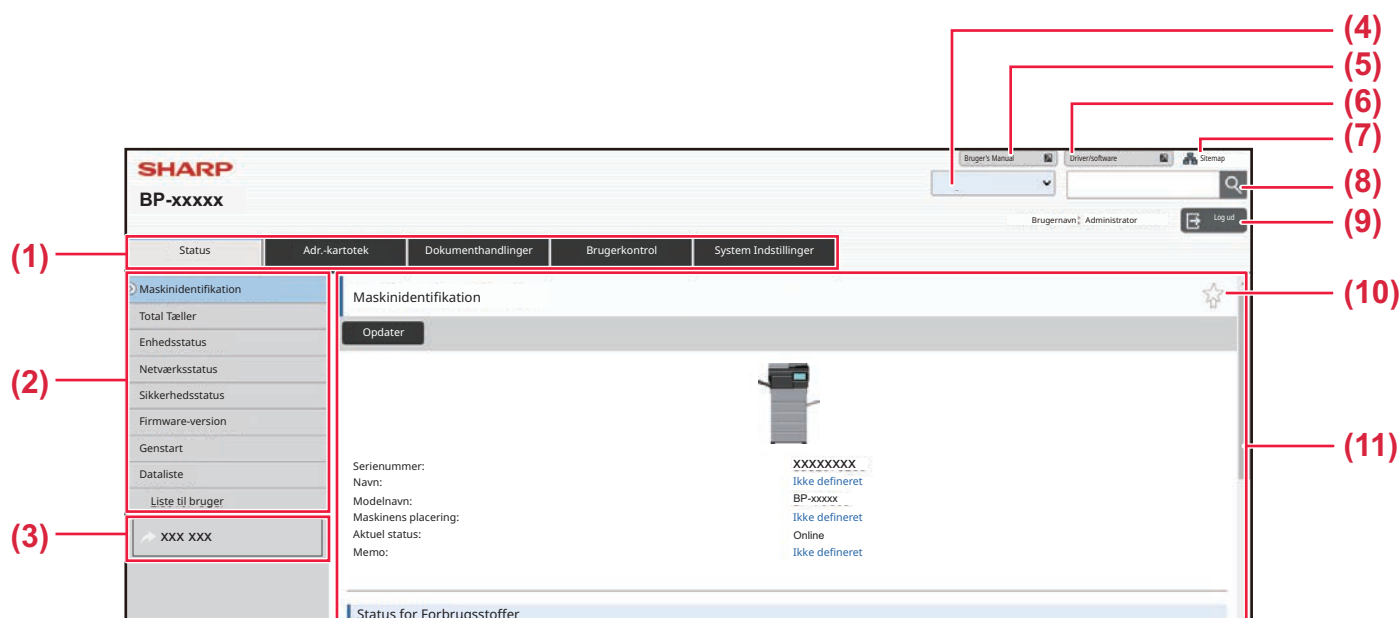 (4)
(5)
(6)
(7)
SHARP
Bruger's Manual
Driver/software
Sitemap
(8)
BP-xxxxx
Brugernavn: Administrator
Log ud
(9)
(1)
Status
Adr.-kartotek
Dokumenthandlinger
Brugerkontrol
System Indstillinger
Maskinidentifikation
Maskinidentifikation
(10)
Total Tæller
Opdater
Enhedsstatus
(2)
Netværksstatus
Sikkerhedsstatus
Firmware-version
Genstart
(11)
Dataliste
Liste til bruger
Serienummer: XXXXXXXX
Navn: Ikke defineret
Modelnavn: BP-xxxxx
Maskinens placering: Ikke defineret
Aktuel status: Online
Memo: Ikke defineret
(3)
XXX XXX
Status for Forbrugsstoffer